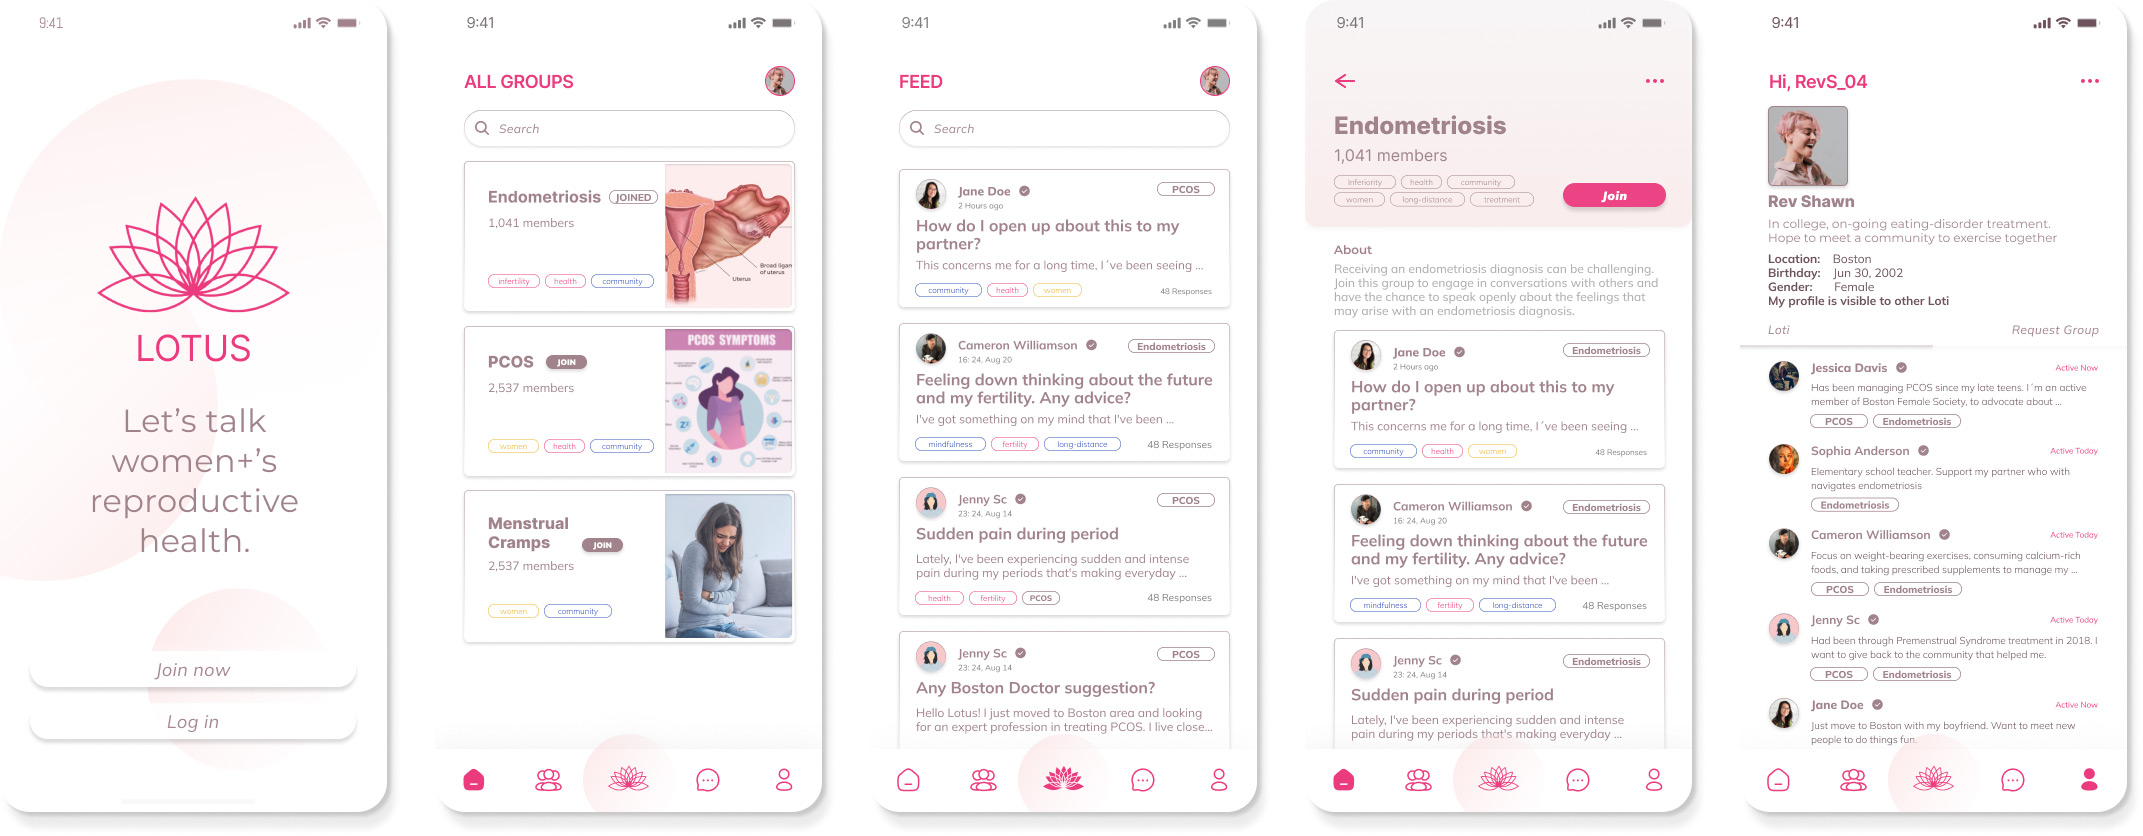 9:41
LOTUS
Let's talk
women+'s
reproductive
health.
Join now
Log in
9:41
ALL GROUPS
Search
Endometriosis JOINED
1,041 members
infertility health community
Uterus
Broad ligam
of uterus
PCOS JOIN
2,537 members
women health community
PCOS SYMPTOMS
Menstrual
Cramps JOIN
2,537 members
women community
9:41
FEED
Search
Jane Doe PCOS
2 Hours ago
How do I open up about this to my
partner?
This concerns me for a long time, I´ve been seeing ...
community health women 48 Responses
Cameron Williamson Endometriosis
16: 24, Aug 20
Feeling down thinking about the future
and my fertility. Any advice?
I've got something on my mind that I've been ...
mindfulness fertility long-distance 48 Responses
Jenny Sc PCOS
23: 24, Aug 14
Sudden pain during period
Lately, I've been experiencing sudden and intense
pain during my periods that's making everyday ...
health fertility PCOS 48 Responses
Jenny Sc PCOS
23: 24, Aug 14
Any Boston Doctor suggestion?
Hello Lotus! I just moved to Boston area and looking
for an expert profession in treating PCOS. I live close...
9:41
Endometriosis
1,041 members
Inferiority health community
women long-distance treatment
Join
About
Receiving an endometriosis diagnosis can be challenging.
Join this group to engage in conversations with others and
have the chance to speak openly about the feelings that
may arise with an endometriosis diagnosis.
Jane Doe Endometriosis
2 Hours ago
How do I open up about this to my
partner?
This concerns me for a long time, I´ve been seeing ...
community health women 48 Responses
Cameron Williamson Endometriosis
16: 24, Aug 20
Feeling down thinking about the future
and my fertility. Any advice?
I've got something on my mind that I've been ...
mindfulness fertility long-distance 48 Responses
Jenny Sc Endometriosis
23: 24, Aug 14
Sudden pain during period
Lately, I've been experiencing sudden and intense
pain during my periods that's making everyday ...
9:41
Hi, RevS_04
Rev Shawn
In college, on-going eating-disorder treatment.
Hope to meet a community to exercise together
Location: Boston
Birthday: Jun 30, 2002
Gender: Female
My profile is visible to other Loti
Loti Request Group
Jessica Davis Active Now
Has been managing PCOS since my late teens. I´m an active
member of Boston Female Society, to advocate about ...
PCOS Endometriosis
Sophia Anderson Active Today
Elementary school teacher. Support my partner who with
navigates endometriosis
Endometriosis
Cameron Williamson Active Today
Focus on weight-bearing exercises, consuming calcium-rich
foods, and taking prescribed supplements to manage my ...
PCOS Endometriosis
Jenny Sc Active Today
Had been through Premenstrual Syndrome treatment in 2018. I
want to give back to the community that helped me.
PCOS Endometriosis
Jane Doe Active Now
Just move to Boston with my boyfriend. Want to meet new
people to do things fun.